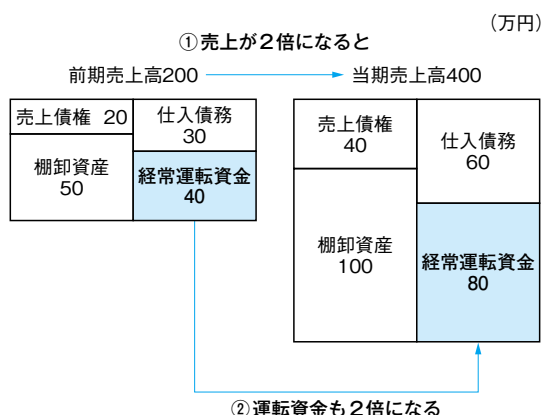 (万円)
①売上が2倍になると
前期売上高200
当期売上高400
売上債権 20
仕入債務
30
棚卸資産
50
経常運転資金
40
売上債権
40
仕入債務
60
棚卸資産
100
経常運転資金
80
②運転資金も2倍になる